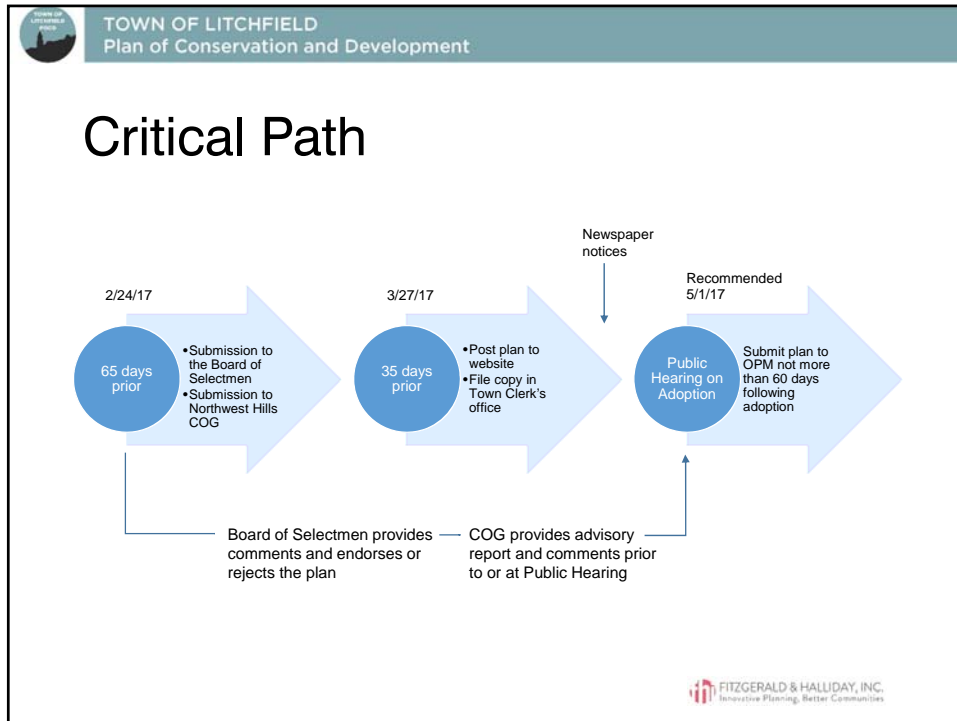 TOWN OF
LITCHFIELD
POCD
TOWN OF LITCHFIELD
Plan of Conservation and Development
Critical Path
2/24/17
65 days
prior
•Submission to
the Board of
Selectmen
•Submission to
Northwest Hills
COG
3/27/17
35 days
prior
•Post plan to
website
•File copy in
Town Clerk's
office
Newspaper
notices
Recommended
5/1/17
Public
Hearing on
Adoption
Submit plan to
OPM not more
than 60 days
following
adoption
Board of Selectmen provides
comments and endorses or
rejects the plan
COG provides advisory
report and comments prior
to or at Public Hearing
FITZGERALD & HALLIDAY, INC.
Innovative Planning, Better Communities